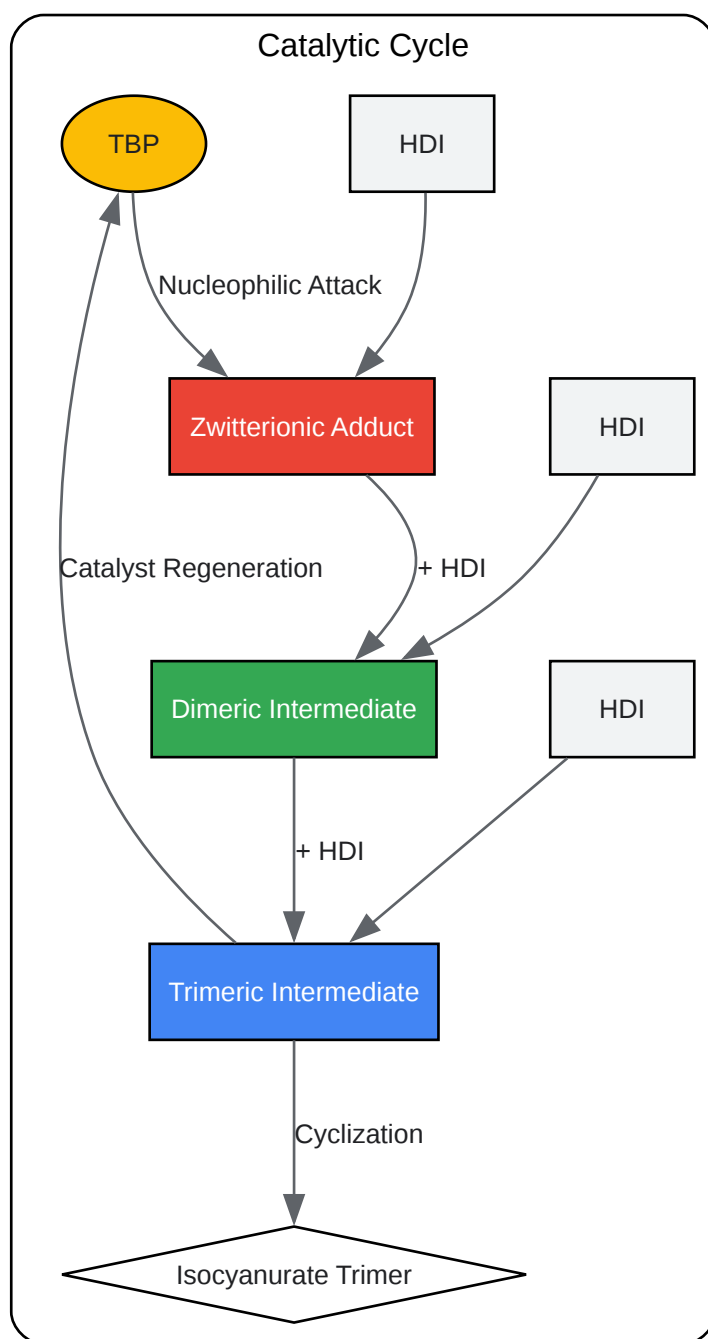 Catalytic Cycle
TBP
HDI
Nucleophilic Attack
Zwitterionic Adduct
HDI
Catalyst Regeneration
+ HDI
Dimeric Intermediate
HDI
+ HDI
Trimeric Intermediate
Cyclization
Isocyanurate Trimer